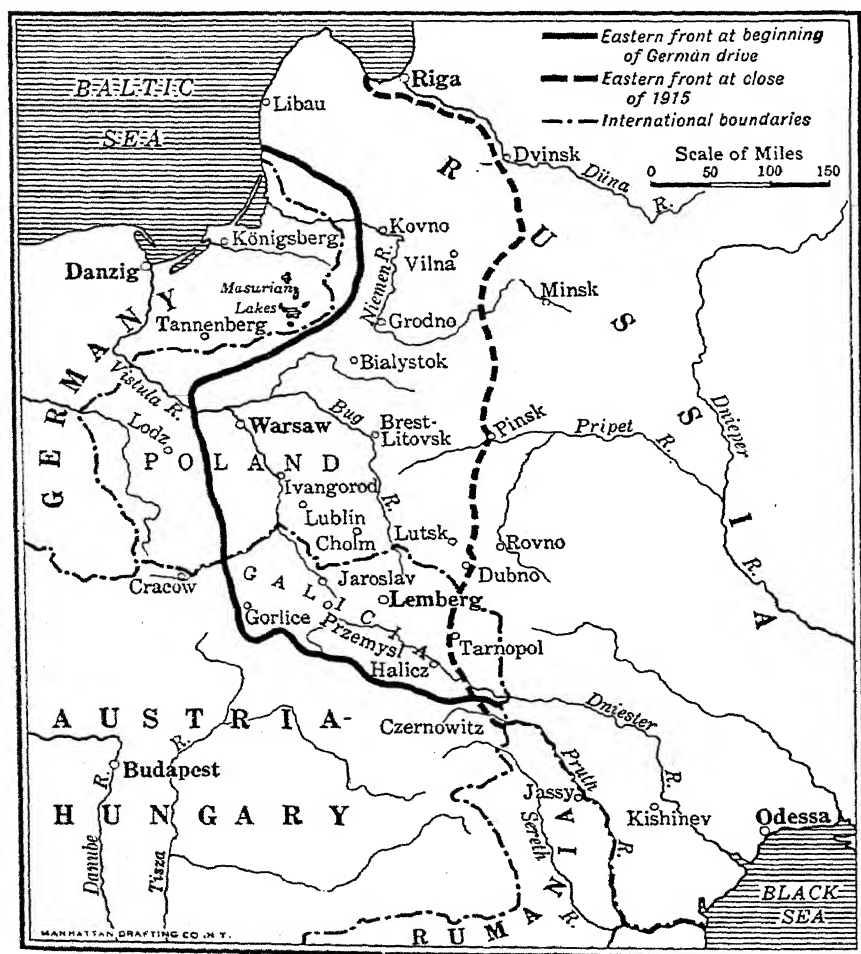 Eastern front at beginning
of German drive
Eastern front at close
of 1915
International boundaries
Scale of Miles
0 50 100 150
BALTIC
SEA
Riga
Libau
Dvinsk
Düna
R.
RUSSIA
Kovno
Königsberg
Vilna
Niemen R.
Danzig
Masurian
Lakes
Minsk
Tannenberg
Grodno
GERMANY
Bialystok
Vistula R.
Dnieper
R.
Lodz
Warsaw
Bug
R.
Brest-
Litovsk
Pinsk
Pripet
R.
POLAND
Ivangorod
Lublin
Cholm
Lutsk
Rovno
Dubno
Cracow
GALICIA
Jaroslav
Lemberg
Gorlice
Przemysl
Tarnopol
Halicz
Dniester
R.
AUSTRIA-
HUNGARY
Czernowitz
Budapest
Pruth
R.
Jassy
Kishinev
Odessa
Danube
R.
Tisza
R.
Sereth
R.
RUMANIA
BLACK
SEA
MANHATTAN DRAFTING CO. N.Y.